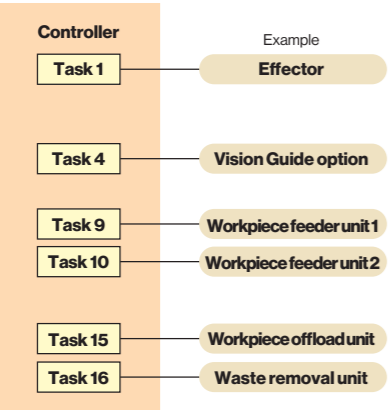 Controller
Example
Task 1
Effector
Task 4
Vision Guide option
Task 9
Workpiece feeder unit 1
Task 10
Workpiece feeder unit 2
Task 15
Workpiece offload unit
Task 16
Waste removal unit